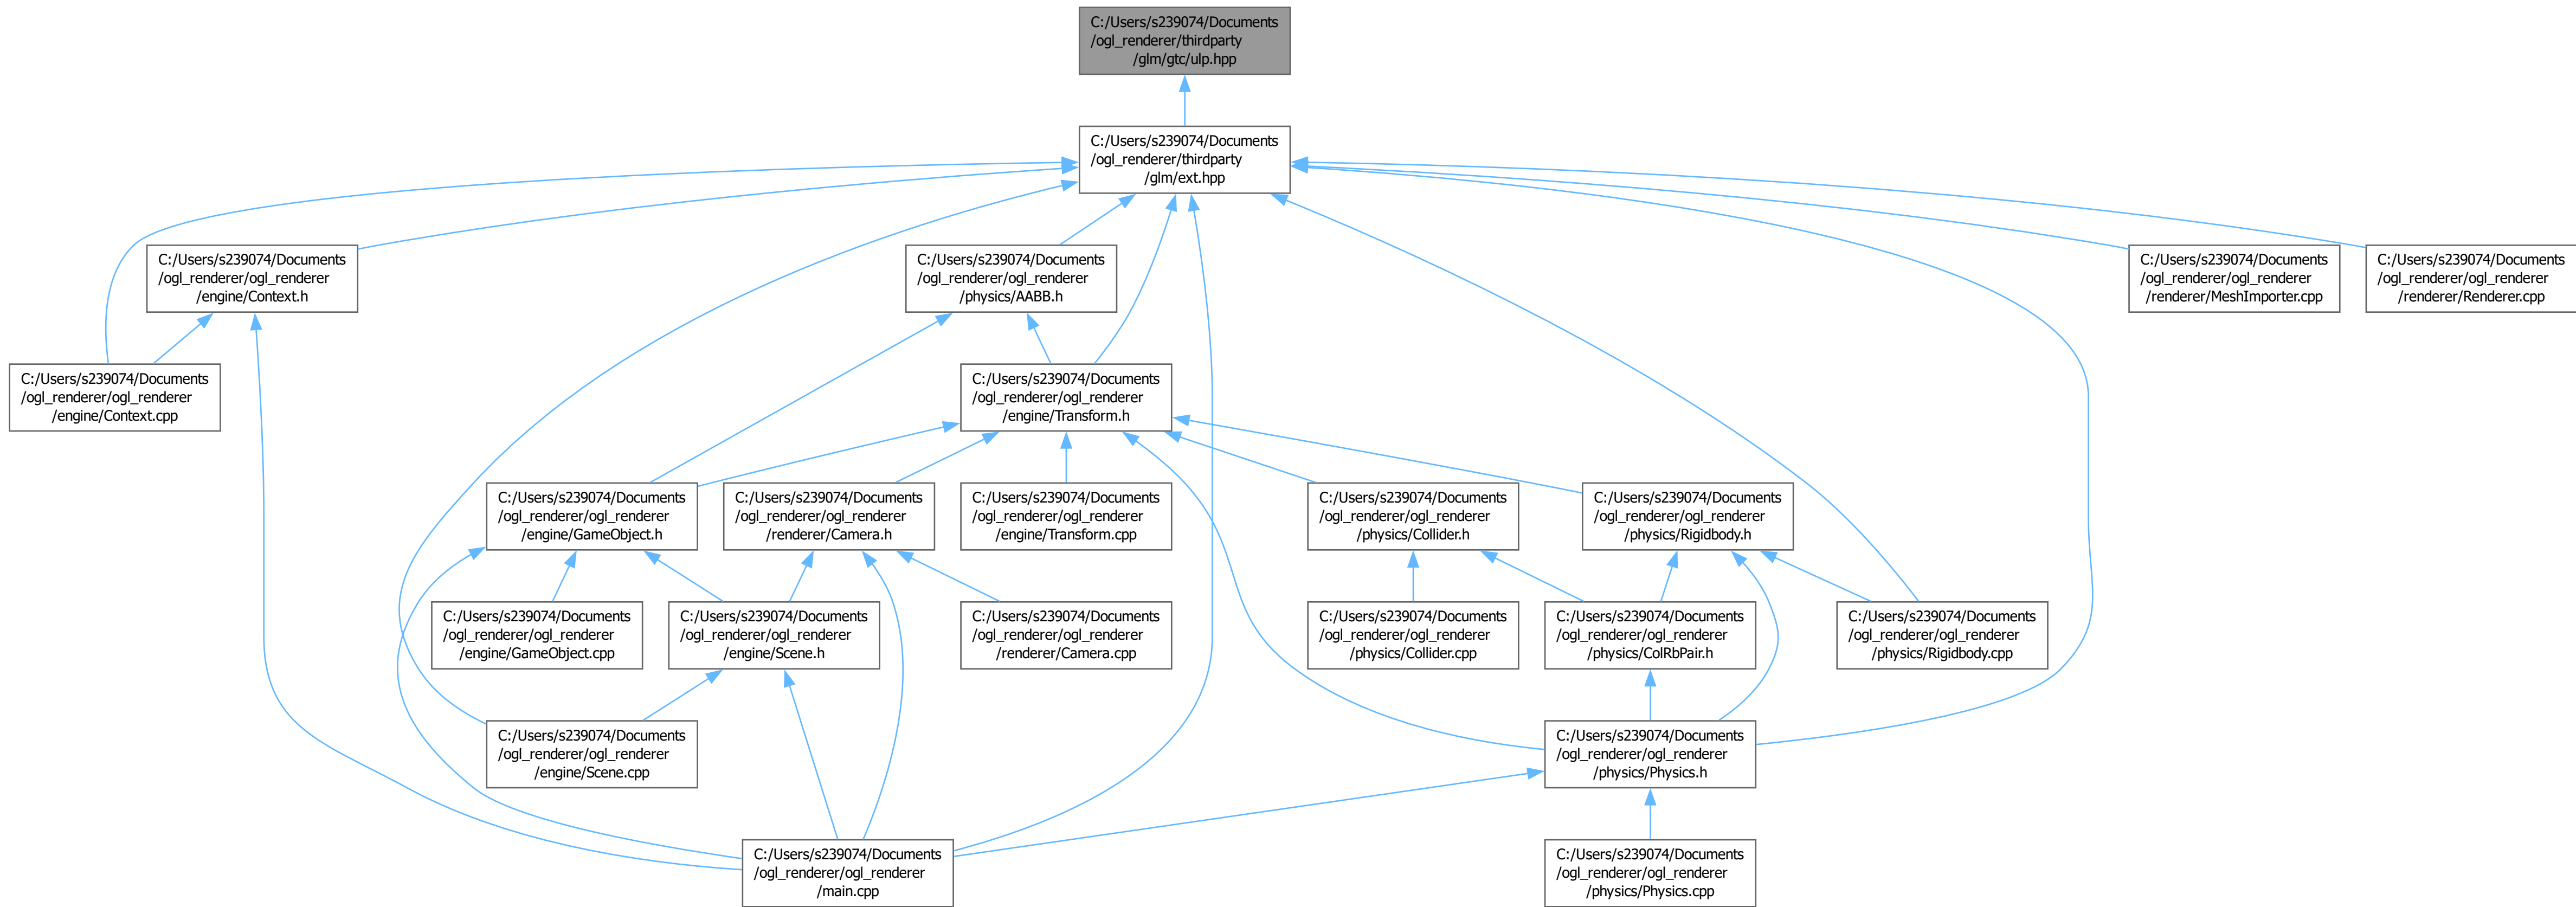 C:/Users/s239074/Documents
/ogl_renderer/thirdparty
/glm/gtc/ulp.hpp
C:/Users/s239074/Documents
/ogl_renderer/thirdparty
/glm/ext.hpp
C:/Users/s239074/Documents
/ogl_renderer/ogl_renderer
/engine/Context.h
C:/Users/s239074/Documents
/ogl_renderer/ogl_renderer
/physics/AABB.h
C:/Users/s239074/Documents
/ogl_renderer/ogl_renderer
/renderer/MeshImporter.cpp
C:/Users/s239074/Documents
/ogl_renderer/ogl_renderer
/renderer/Renderer.cpp
C:/Users/s239074/Documents
/ogl_renderer/ogl_renderer
/engine/Context.cpp
C:/Users/s239074/Documents
/ogl_renderer/ogl_renderer
/engine/Transform.h
C:/Users/s239074/Documents
/ogl_renderer/ogl_renderer
/engine/GameObject.h
C:/Users/s239074/Documents
/ogl_renderer/ogl_renderer
/renderer/Camera.h
C:/Users/s239074/Documents
/ogl_renderer/ogl_renderer
/engine/Transform.cpp
C:/Users/s239074/Documents
/ogl_renderer/ogl_renderer
/physics/Collider.h
C:/Users/s239074/Documents
/ogl_renderer/ogl_renderer
/physics/Rigidbody.h
C:/Users/s239074/Documents
/ogl_renderer/ogl_renderer
/engine/GameObject.cpp
C:/Users/s239074/Documents
/ogl_renderer/ogl_renderer
/engine/Scene.h
C:/Users/s239074/Documents
/ogl_renderer/ogl_renderer
/renderer/Camera.cpp
C:/Users/s239074/Documents
/ogl_renderer/ogl_renderer
/physics/Collider.cpp
C:/Users/s239074/Documents
/ogl_renderer/ogl_renderer
/physics/ColRbPair.h
C:/Users/s239074/Documents
/ogl_renderer/ogl_renderer
/physics/Rigidbody.cpp
C:/Users/s239074/Documents
/ogl_renderer/ogl_renderer
/engine/Scene.cpp
C:/Users/s239074/Documents
/ogl_renderer/ogl_renderer
/physics/Physics.h
C:/Users/s239074/Documents
/ogl_renderer/ogl_renderer
/main.cpp
C:/Users/s239074/Documents
/ogl_renderer/ogl_renderer
/physics/Physics.cpp